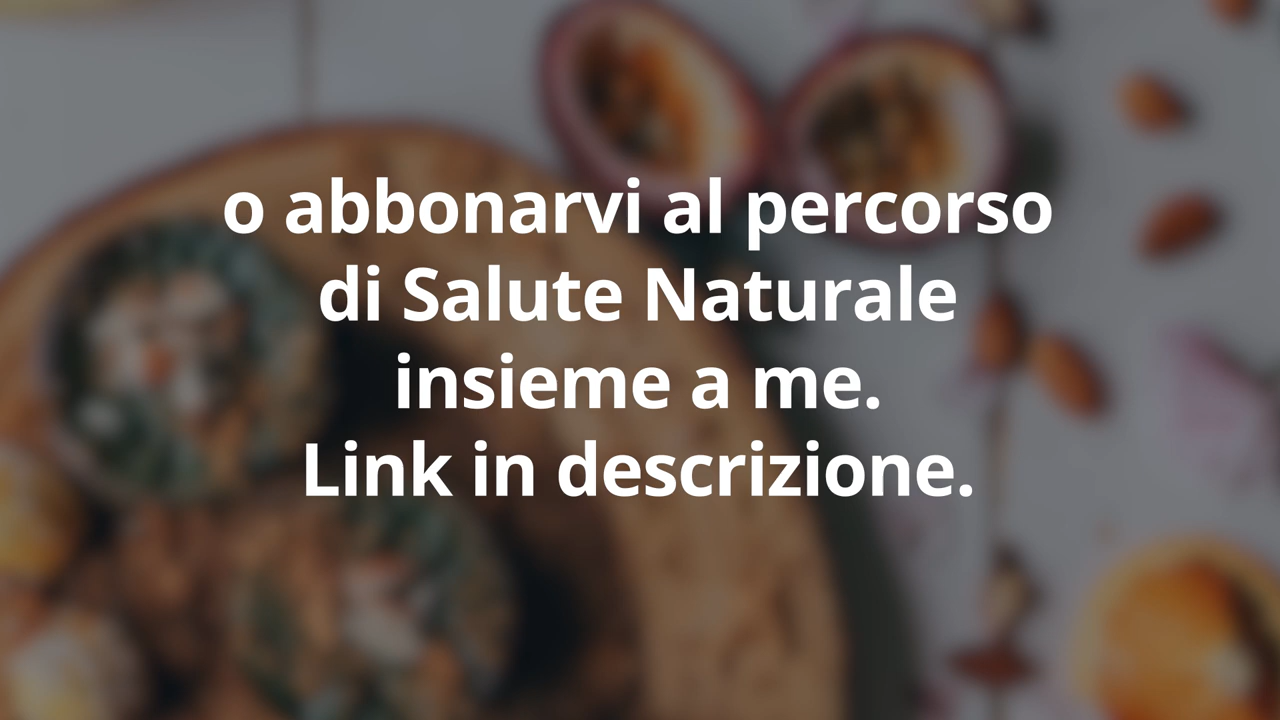 o abbonarvi al percorso
di Salute Naturale
insieme a me.
Link in descrizione.